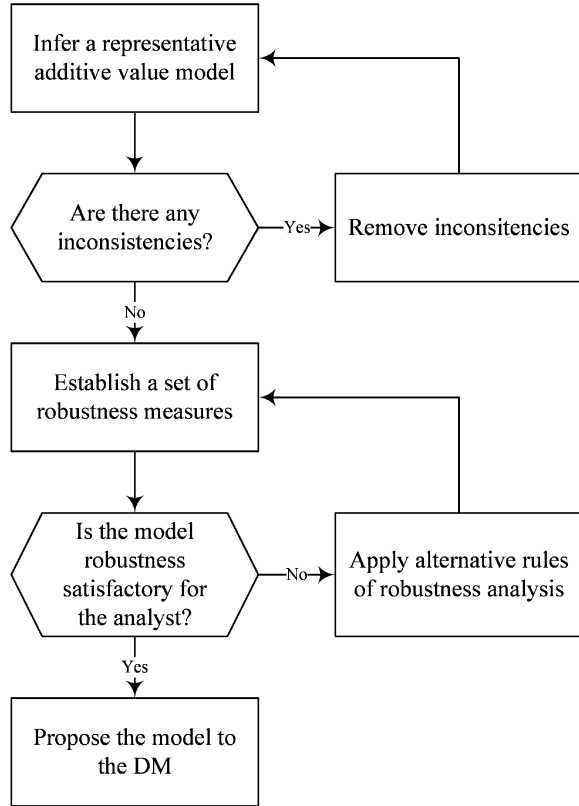 Infer a representative
additive value model
Are there any
inconsistencies?
Yes
Remove inconsitencies
No
Establish a set of
robustness measures
Is the model
robustness
satisfactory for
the analyst?
No
Apply alternative rules
of robustness analysis
Yes
Propose the model to
the DM